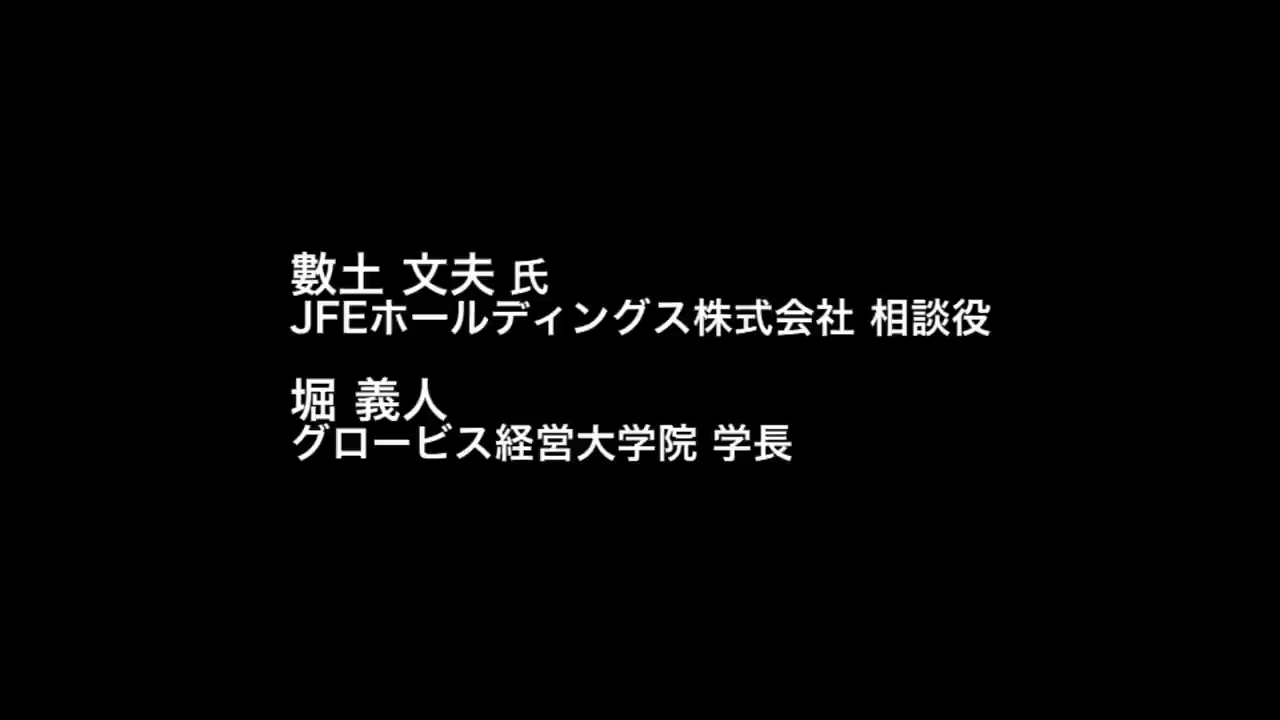 數土 文夫 氏
JFEホールディングス株式会社 相談役
堀 義人
グロービス経営大学院 学長